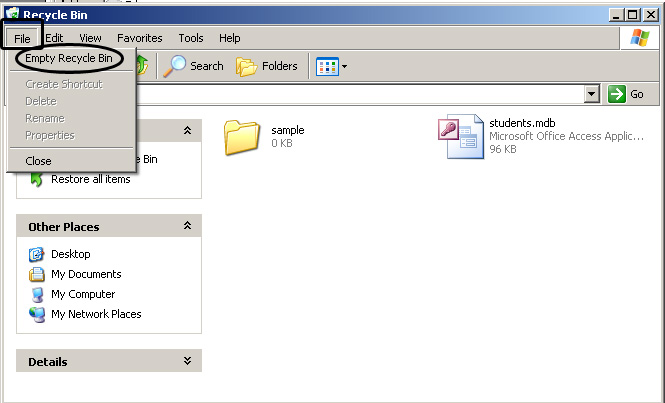 Recycle Bin
File Edit View Favorites Tools Help
Empty Recycle Bin
Create Shortcut
Delete
Rename
Properties
Close
Search Folders
Go
Bin
Restore all items
Other Places
Desktop
My Documents
My Computer
My Network Places
Details
sample
0 KB
students.mdb
Microsoft Office Access Applic...
96 KB